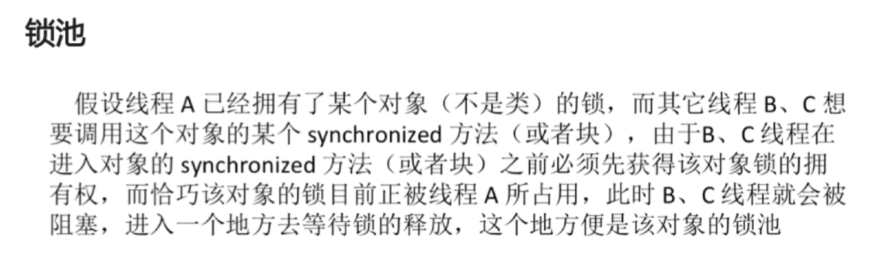 锁池
假设线程 A 已经拥有了某个对象（不是类）的锁，而其它线程 B、C 想
要调用这个对象的某个 synchronized 方法（或者块），由于B、C 线程在
进入对象的 synchronized 方法（或者块）之前必须先获得该对象锁的拥
有权，而恰巧该对象的锁目前正被线程 A 所占用，此时 B、C 线程就会被
阻塞，进入一个地方去等待锁的释放，这个地方便是该对象的锁池